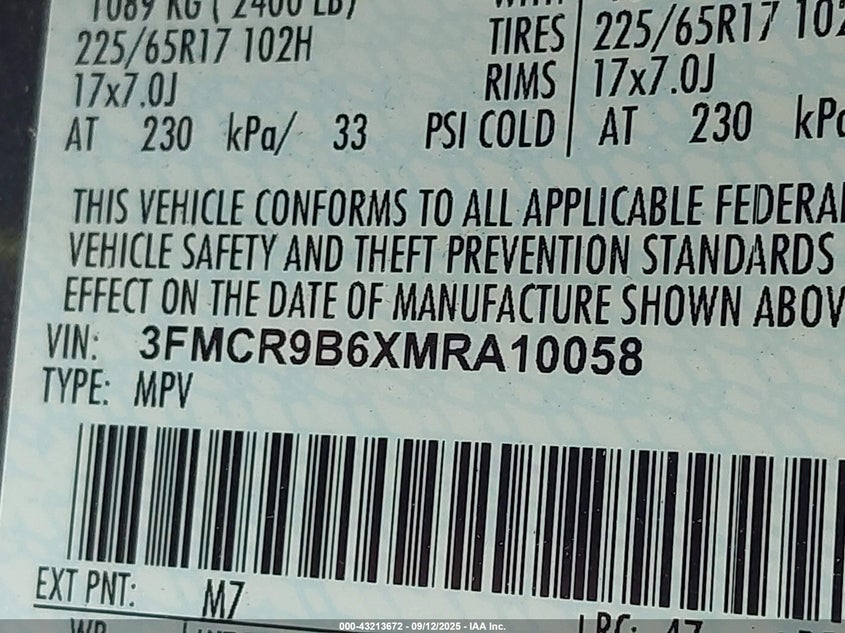 1089 KG ( 2400 LB)
225/65R17 102H TIRES 225/65R17 102
17x7.0J RIMS 17x7.0J
AT 230 kPa/ 33 PSI COLD AT 230 kPa
THIS VEHICLE CONFORMS TO ALL APPLICABLE FEDERAL
VEHICLE SAFETY AND THEFT PREVENTION STANDARDS
EFFECT ON THE DATE OF MANUFACTURE SHOWN ABOV
VIN: 3FMCR9B6XMRA10058
TYPE: MPV
EXT PNT: M7
000-43213672 - 09/12/2025 - IAA Inc.